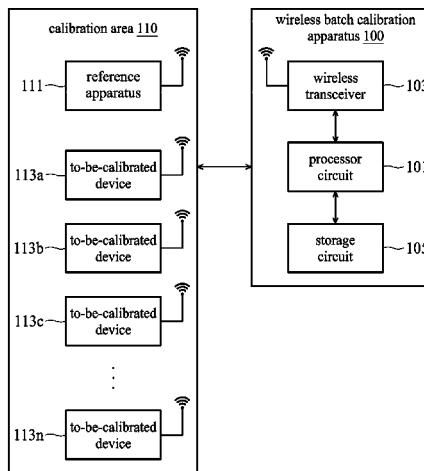 calibration area 110
111
reference
apparatus
113a
to-be-calibrated
device
113b
to-be-calibrated
device
113c
to-be-calibrated
device
113n
to-be-calibrated
device
wireless batch calibration
apparatus 100
wireless
transceiver
103
processor
circuit
101
storage
circuit
105